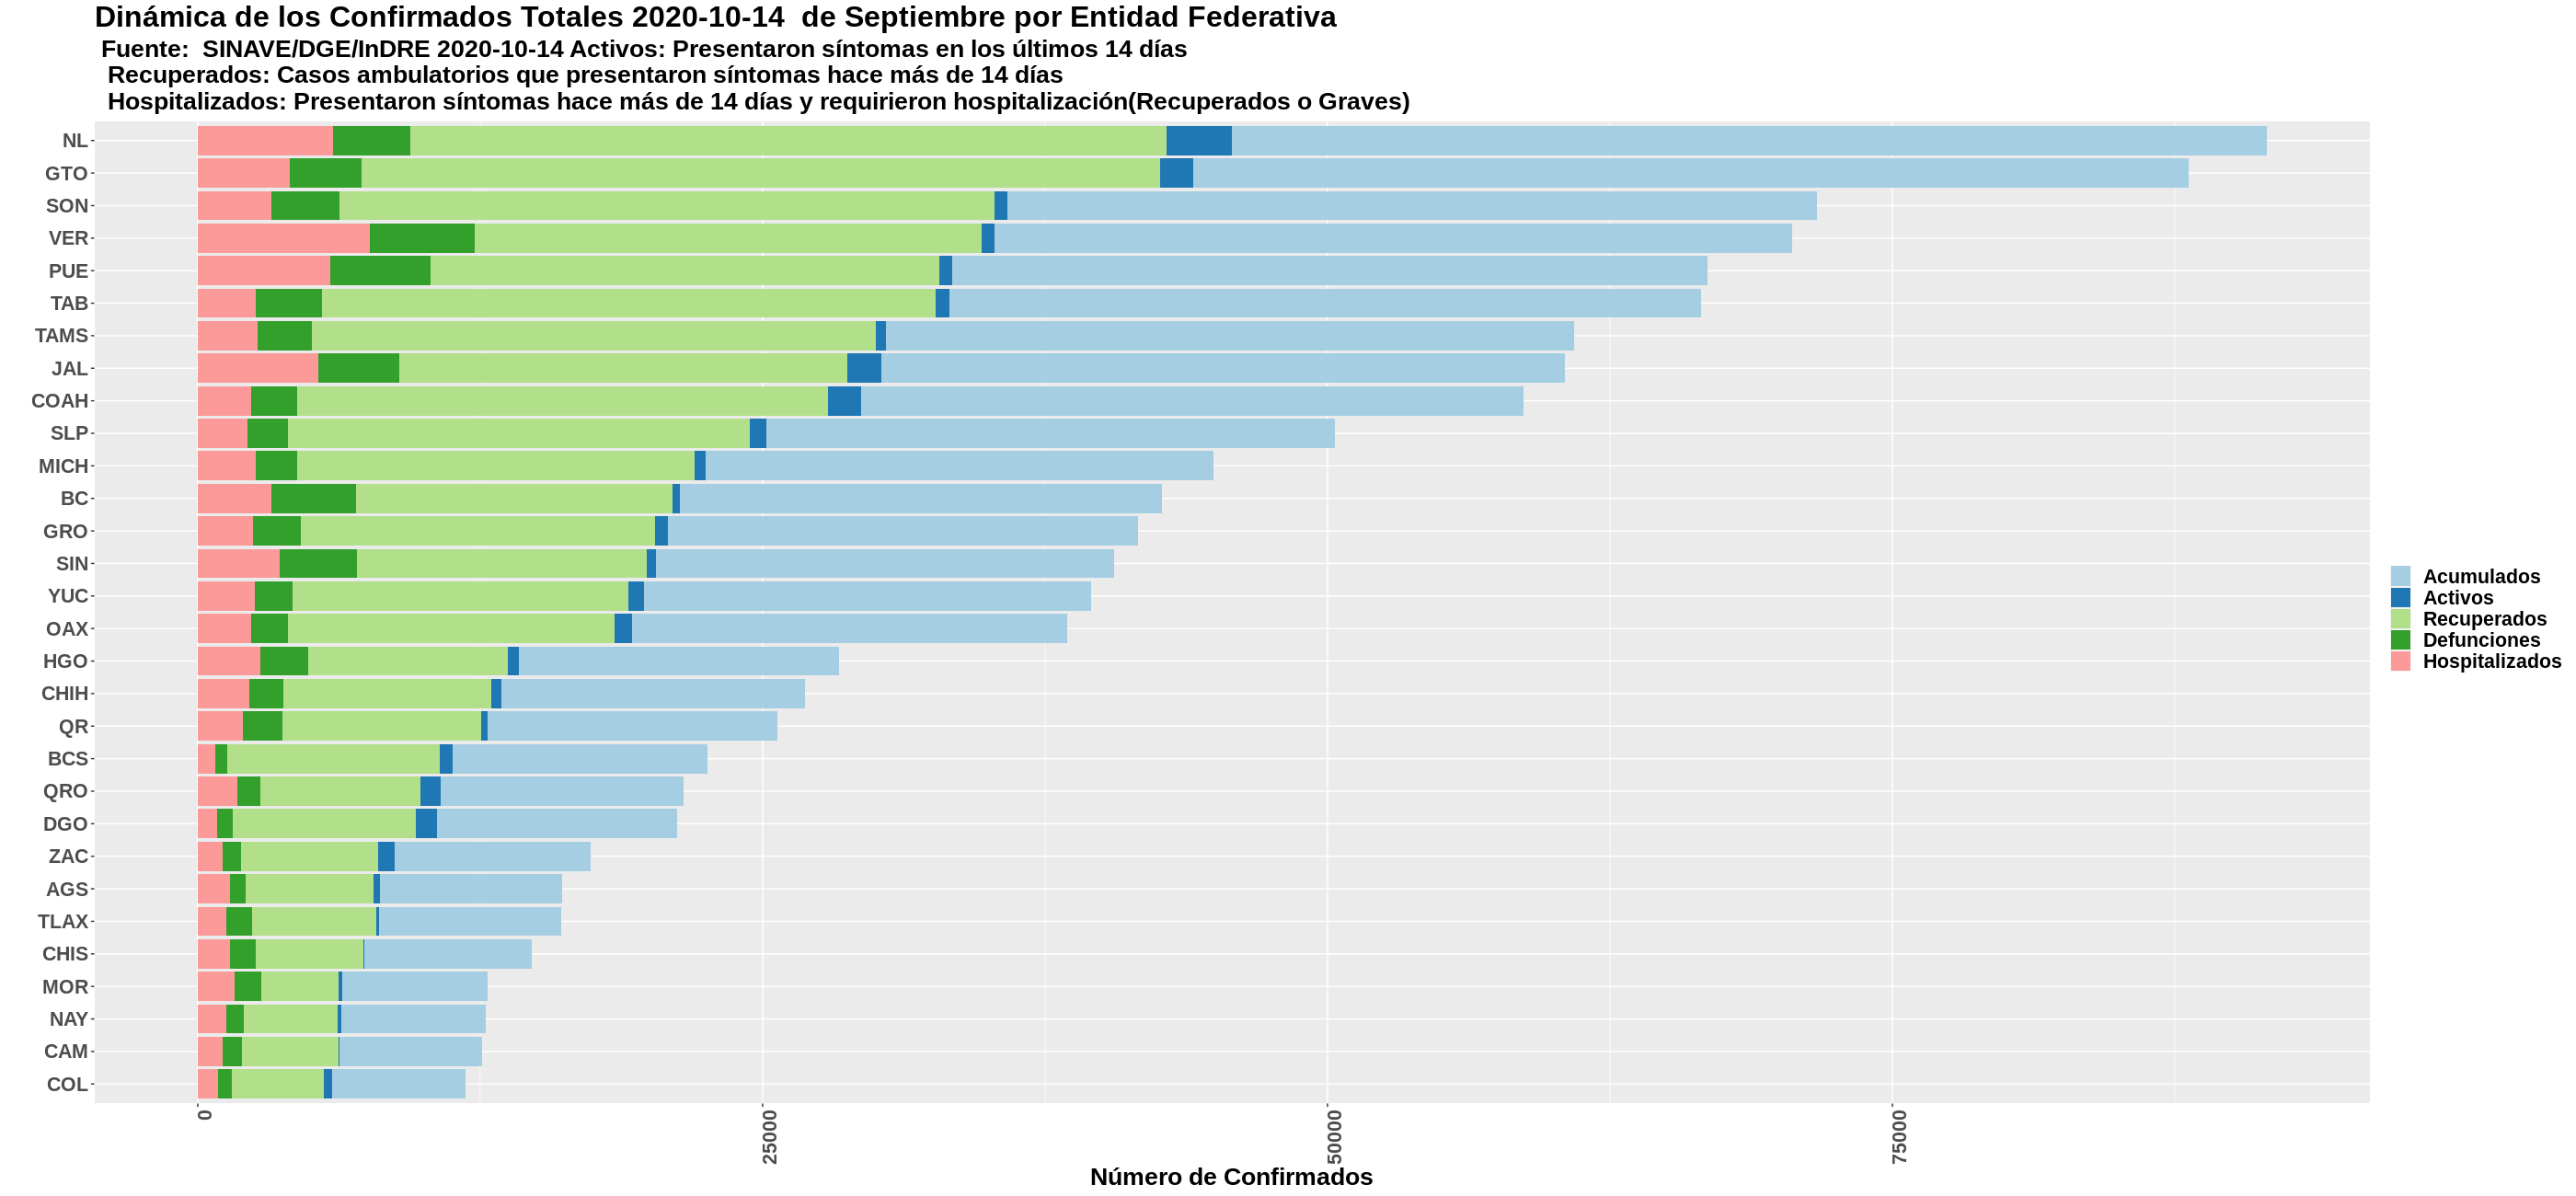 Dinámica de los Confirmados Totales 2020-10-14  de Septiembre por Entidad Federativa
Fuente:  SINAVE/DGE/InDRE 2020-10-14 Activos: Presentaron síntomas en los últimos 14 días
Recuperados: Casos ambulatorios que presentaron síntomas hace más de 14 días
Hospitalizados: Presentaron síntomas hace más de 14 días y requirieron hospitalización(Recuperados o Graves)
NL
GTO
SON
VER
PUE
TAB
TAMS
JAL
COAH
SLP
MICH
BC
GRO
SIN
YUC
OAX
HGO
CHIH
QR
BCS
QRO
DGO
ZAC
AGS
TLAX
CHIS
MOR
NAY
CAM
COL
0
25000
50000
75000
Número de Confirmados
Acumulados
Activos
Recuperados
Defunciones
Hospitalizados